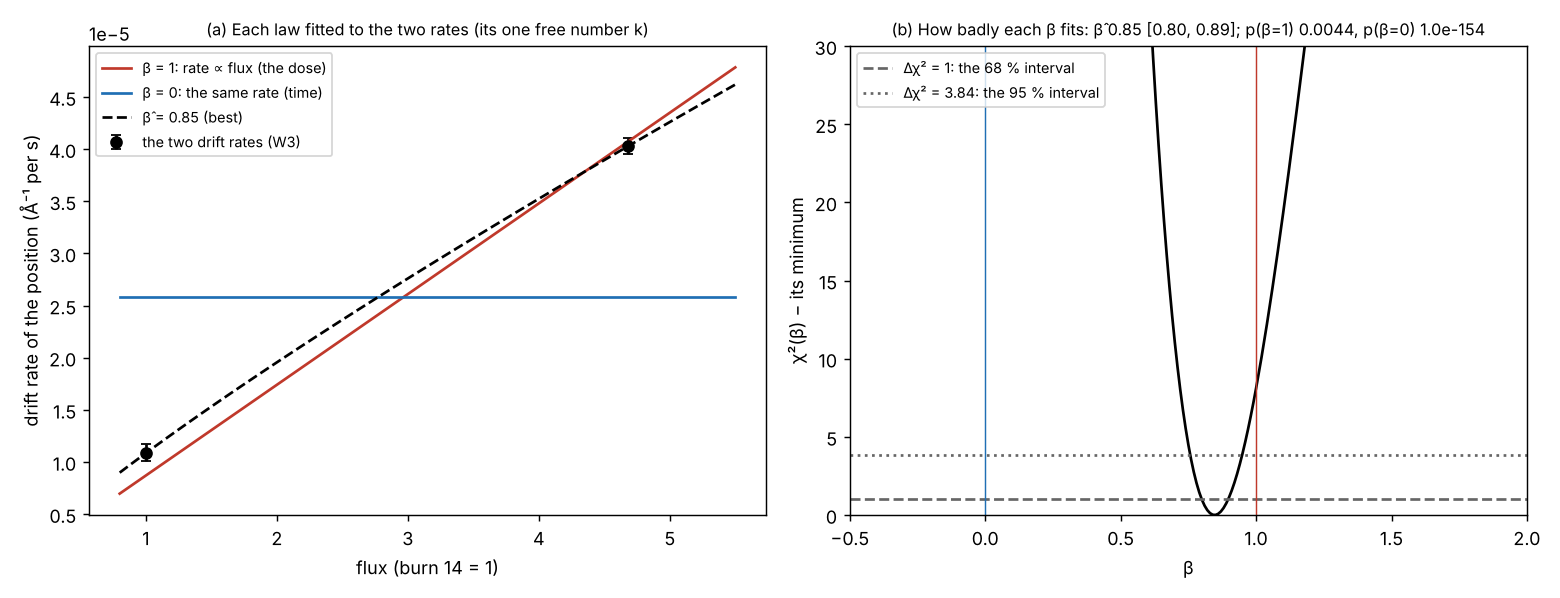 (a) Each law fitted to the two rates (its one free number k)
1e−5
β = 1: rate ∝ flux (the dose)
β = 0: the same rate (time)
β̂ = 0.85 (best)
the two drift rates (W3)
drift rate of the position (Å⁻¹ per s)
4.5
4.0
3.5
3.0
2.5
2.0
1.5
1.0
0.5
1
2
3
4
5
flux (burn 14 = 1)
(b) How badly each β fits: β̂ 0.85 [0.80, 0.89]; p(β=1) 0.0044, p(β=0) 1.0e-154
Δχ² = 1: the 68 % interval
Δχ² = 3.84: the 95 % interval
χ²(β) − its minimum
30
25
20
15
10
5
0
−0.5
0.0
0.5
1.0
1.5
2.0
β